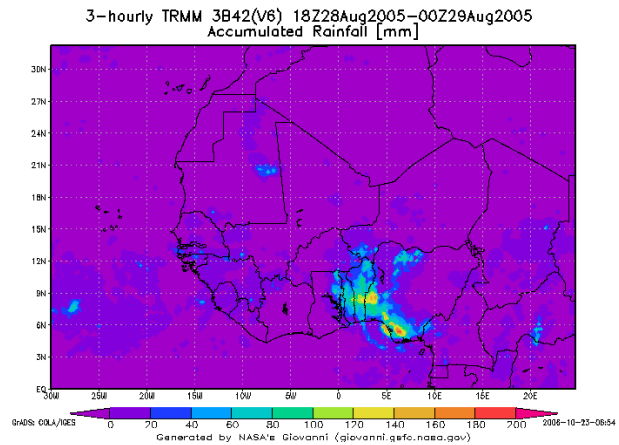 3-hourly TRMM 3B42(V6) 18Z28Aug2005-00Z29Aug2005
Accumulated Rainfall [mm]
30N
27N
24N
21N
18N
15N
12N
9N
6N
3N
EQ
30W 25W 20W 15W 10W 5W 0 5E 10E 15E 20E
GrADS: COLA/IGES
0 20 40 60 80 100 120 140 160 180 200
2006-10-23-08:54
Generated by NASA's Giovanni (giovanni.gsfc.nasa.gov)